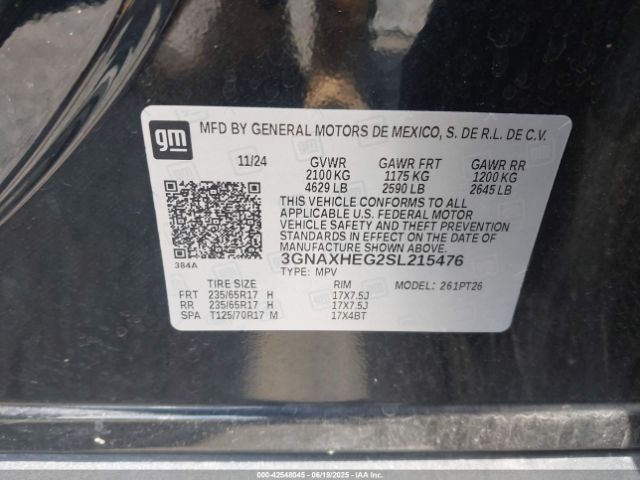 gm
MFD BY GENERAL MOTORS DE MEXICO, S. DE R.L. DE C.V.
11/24 GVWR GAWR FRT GAWR RR
2100 KG 1175 KG 1200 KG
4629 LB 2590 LB 2645 LB
THIS VEHICLE CONFORMS TO ALL
APPLICABLE U.S. FEDERAL MOTOR
VEHICLE SAFETY AND THEFT PREVENTION
STANDARDS IN EFFECT ON THE DATE OF
MANUFACTURE SHOWN ABOVE.
384A
3GNAXHEG2SL215476
TYPE: MPV MODEL: 261PT26
TIRE SIZE RIM
FRT 235/65R17 H 17X7.5J
RR 235/65R17 H 17X7.5J
SPA T125/70R17 M 17X4BT
000-42548045 - 06/19/2025 - IAAI.COM